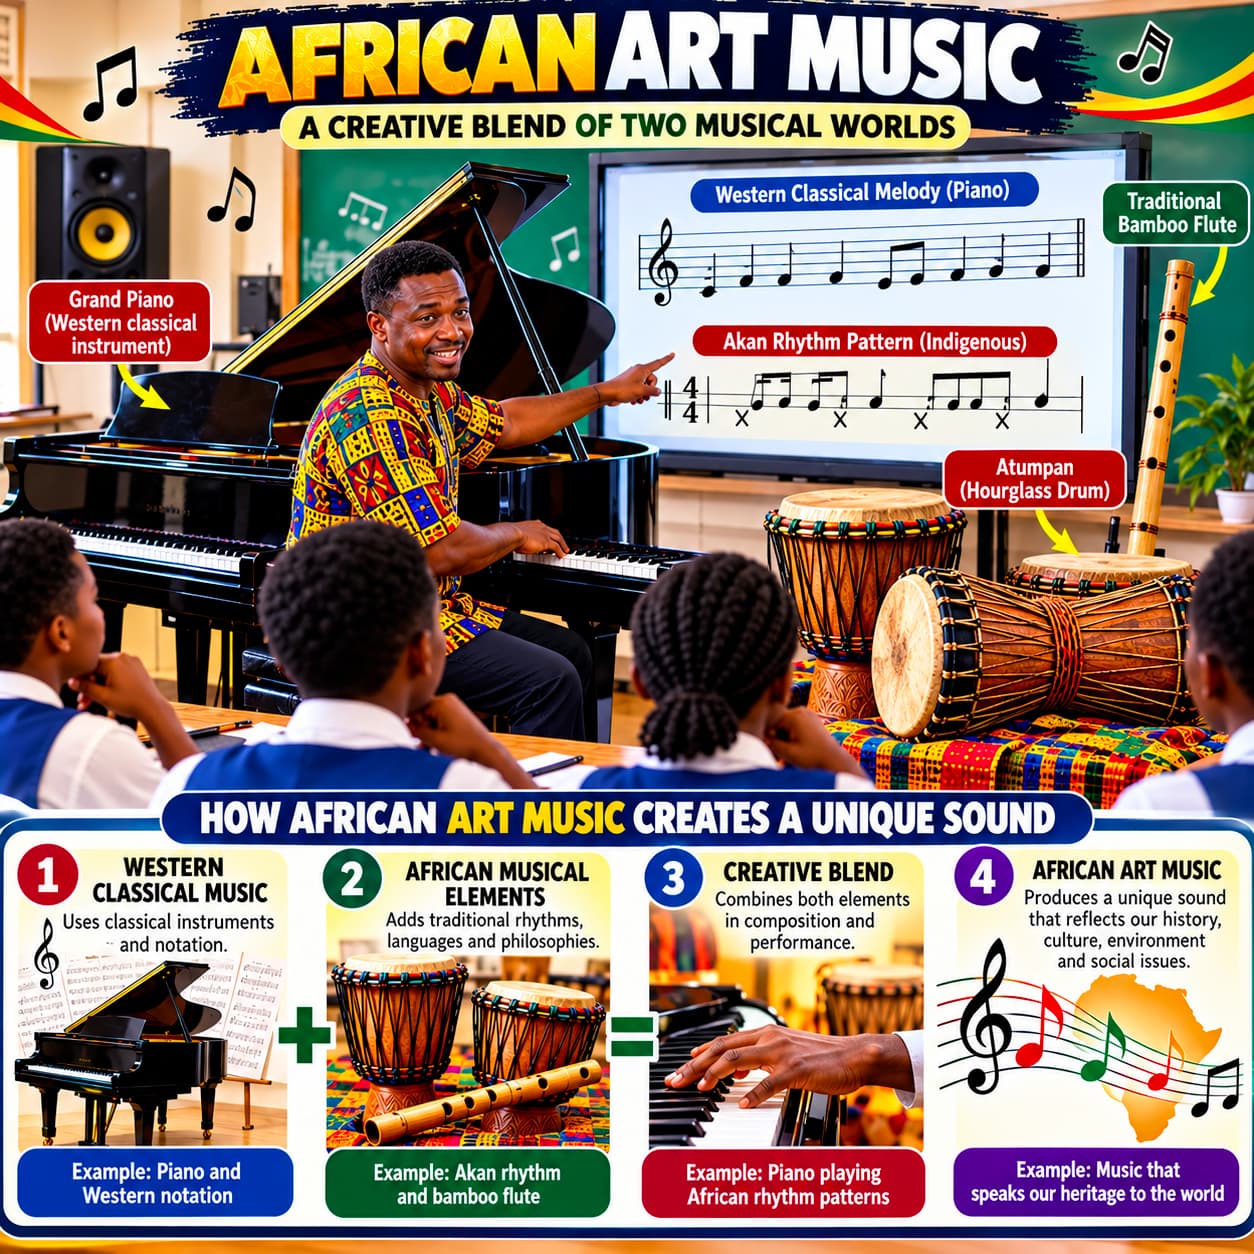 AFRICAN ART MUSIC
A CREATIVE BLEND OF TWO MUSICAL WORLDS
Western Classical Melody (Piano)
Traditional
Bamboo Flute
Grand Piano
(Western classical
instrument)
Akan Rhythm Pattern (Indigenous)
4
4
Atumpan
(Hourglass Drum)
HOW AFRICAN ART MUSIC CREATES A UNIQUE SOUND
1
WESTERN
CLASSICAL MUSIC
Uses classical instruments
and notation.
Example: Piano and
Western notation
+
2
AFRICAN MUSICAL
ELEMENTS
Adds traditional rhythms,
languages and philosophies.
Example: Akan rhythm
and bamboo flute
=
3
CREATIVE BLEND
Combines both elements
in composition and
performance.
Example: Piano playing
African rhythm patterns
4
AFRICAN ART MUSIC
Produces a unique sound
that reflects our history,
culture, environment
and social issues.
Example: Music that
speaks our heritage to the world